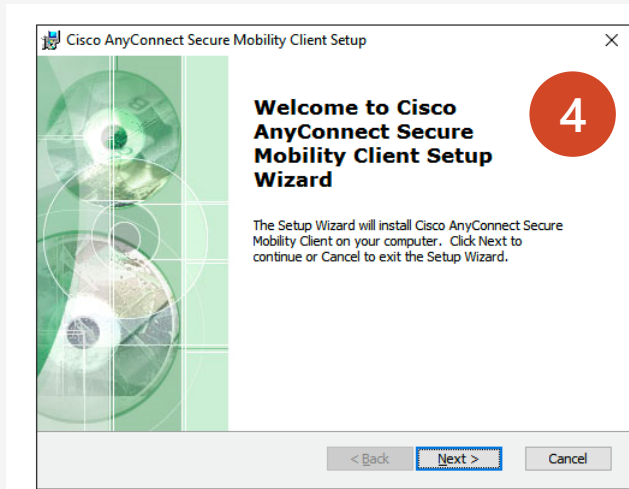 Cisco AnyConnect Secure Mobility Client Setup
4
Welcome to Cisco
AnyConnect Secure
Mobility Client Setup
Wizard
The Setup Wizard will install Cisco AnyConnect Secure
Mobility Client on your computer. Click Next to
continue or Cancel to exit the Setup Wizard.
< Back Next > Cancel